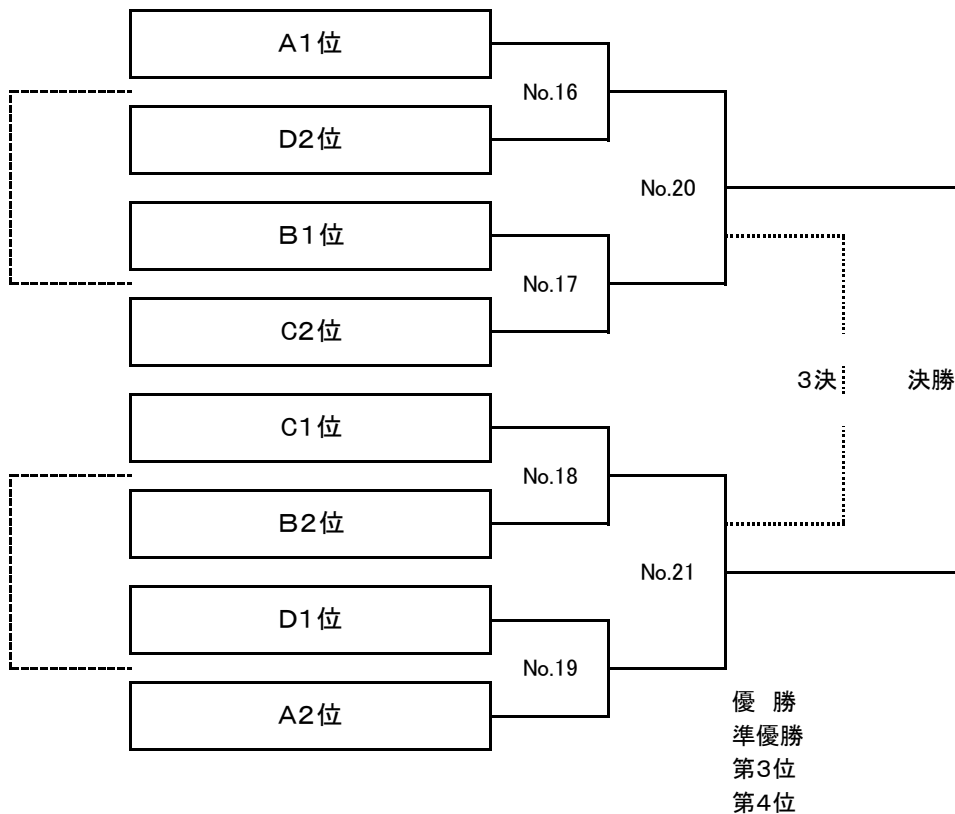 A1位
No.16
D2位
No.20
B1位
No.17
C2位
3決 決勝
C1位
No.18
B2位
No.21
D1位
No.19
A2位
優 勝
準優勝
第3位
第4位